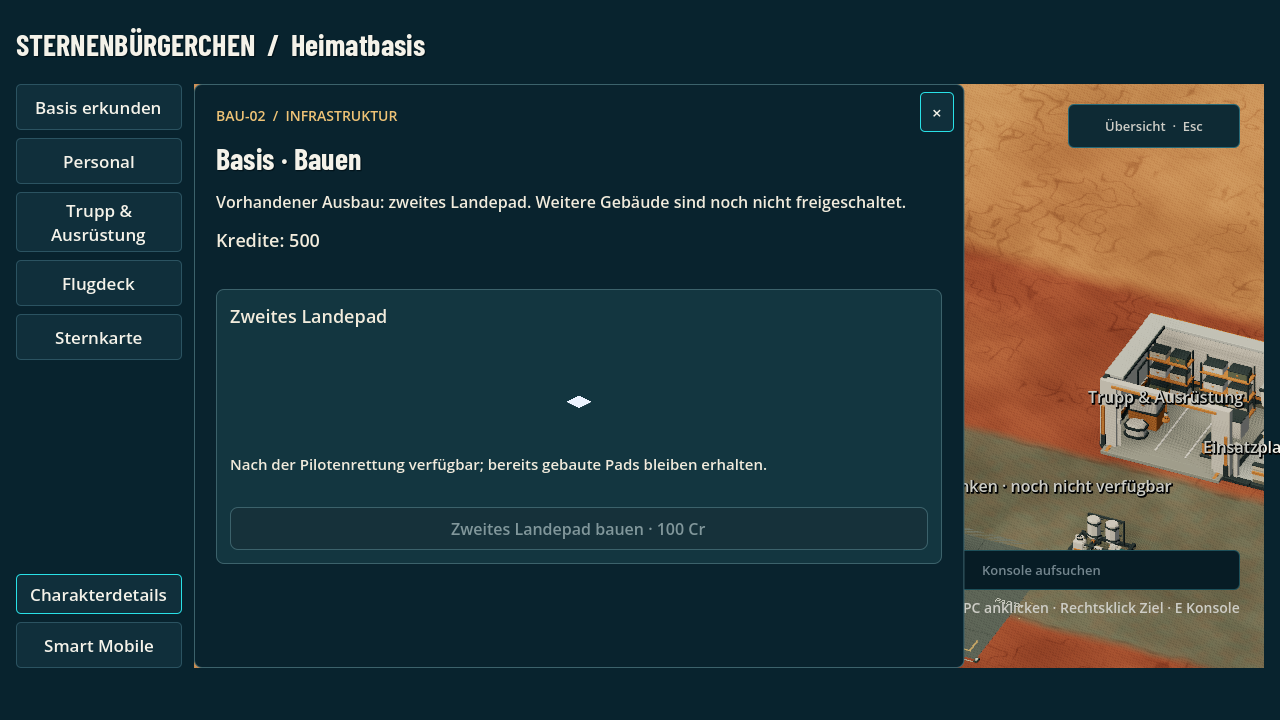 STERNENBÜRGERCHEN / Heimatbasis
Basis erkunden
Personal
Trupp &
Ausrüstung
Flugdeck
Sternkarte
Charakterdetails
Smart Mobile
BAU-02 / INFRASTRUKTUR
×
Basis · Bauen
Vorhandener Ausbau: zweites Landepad. Weitere Gebäude sind noch nicht freigeschaltet.
Kredite: 500
Zweites Landepad
Nach der Pilotenrettung verfügbar; bereits gebaute Pads bleiben erhalten.
Zweites Landepad bauen · 100 Cr
Übersicht · Esc
Trupp & Ausrüstung
· noch nicht verfügbar
Konsole aufsuchen
PC anklicken · Rechtsklick Ziel · E Konsole